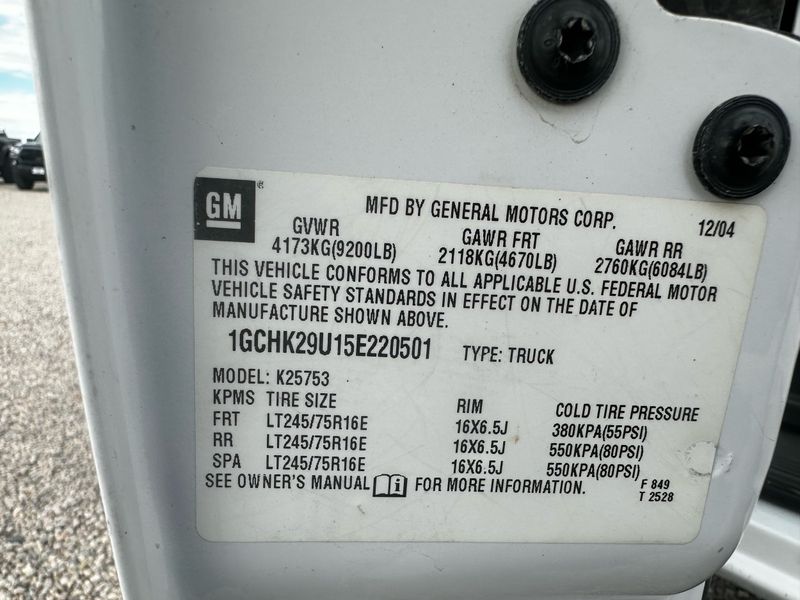 GM
MFD BY GENERAL MOTORS CORP. 12/04
GVWR GAWR FRT GAWR RR
4173KG(9200LB) 2118KG(4670LB) 2760KG(6084LB)
THIS VEHICLE CONFORMS TO ALL APPLICABLE U.S. FEDERAL MOTOR
VEHICLE SAFETY STANDARDS IN EFFECT ON THE DATE OF
MANUFACTURE SHOWN ABOVE.
1GCHK29U15E220501 TYPE: TRUCK
MODEL: K25753
KPMS TIRE SIZE RIM COLD TIRE PRESSURE
FRT LT245/75R16E 16X6.5J 380KPA(55PSI)
RR LT245/75R16E 16X6.5J 550KPA(80PSI)
SPA LT245/75R16E 16X6.5J 550KPA(80PSI)
SEE OWNER'S MANUAL i FOR MORE INFORMATION. F 849
T 2528